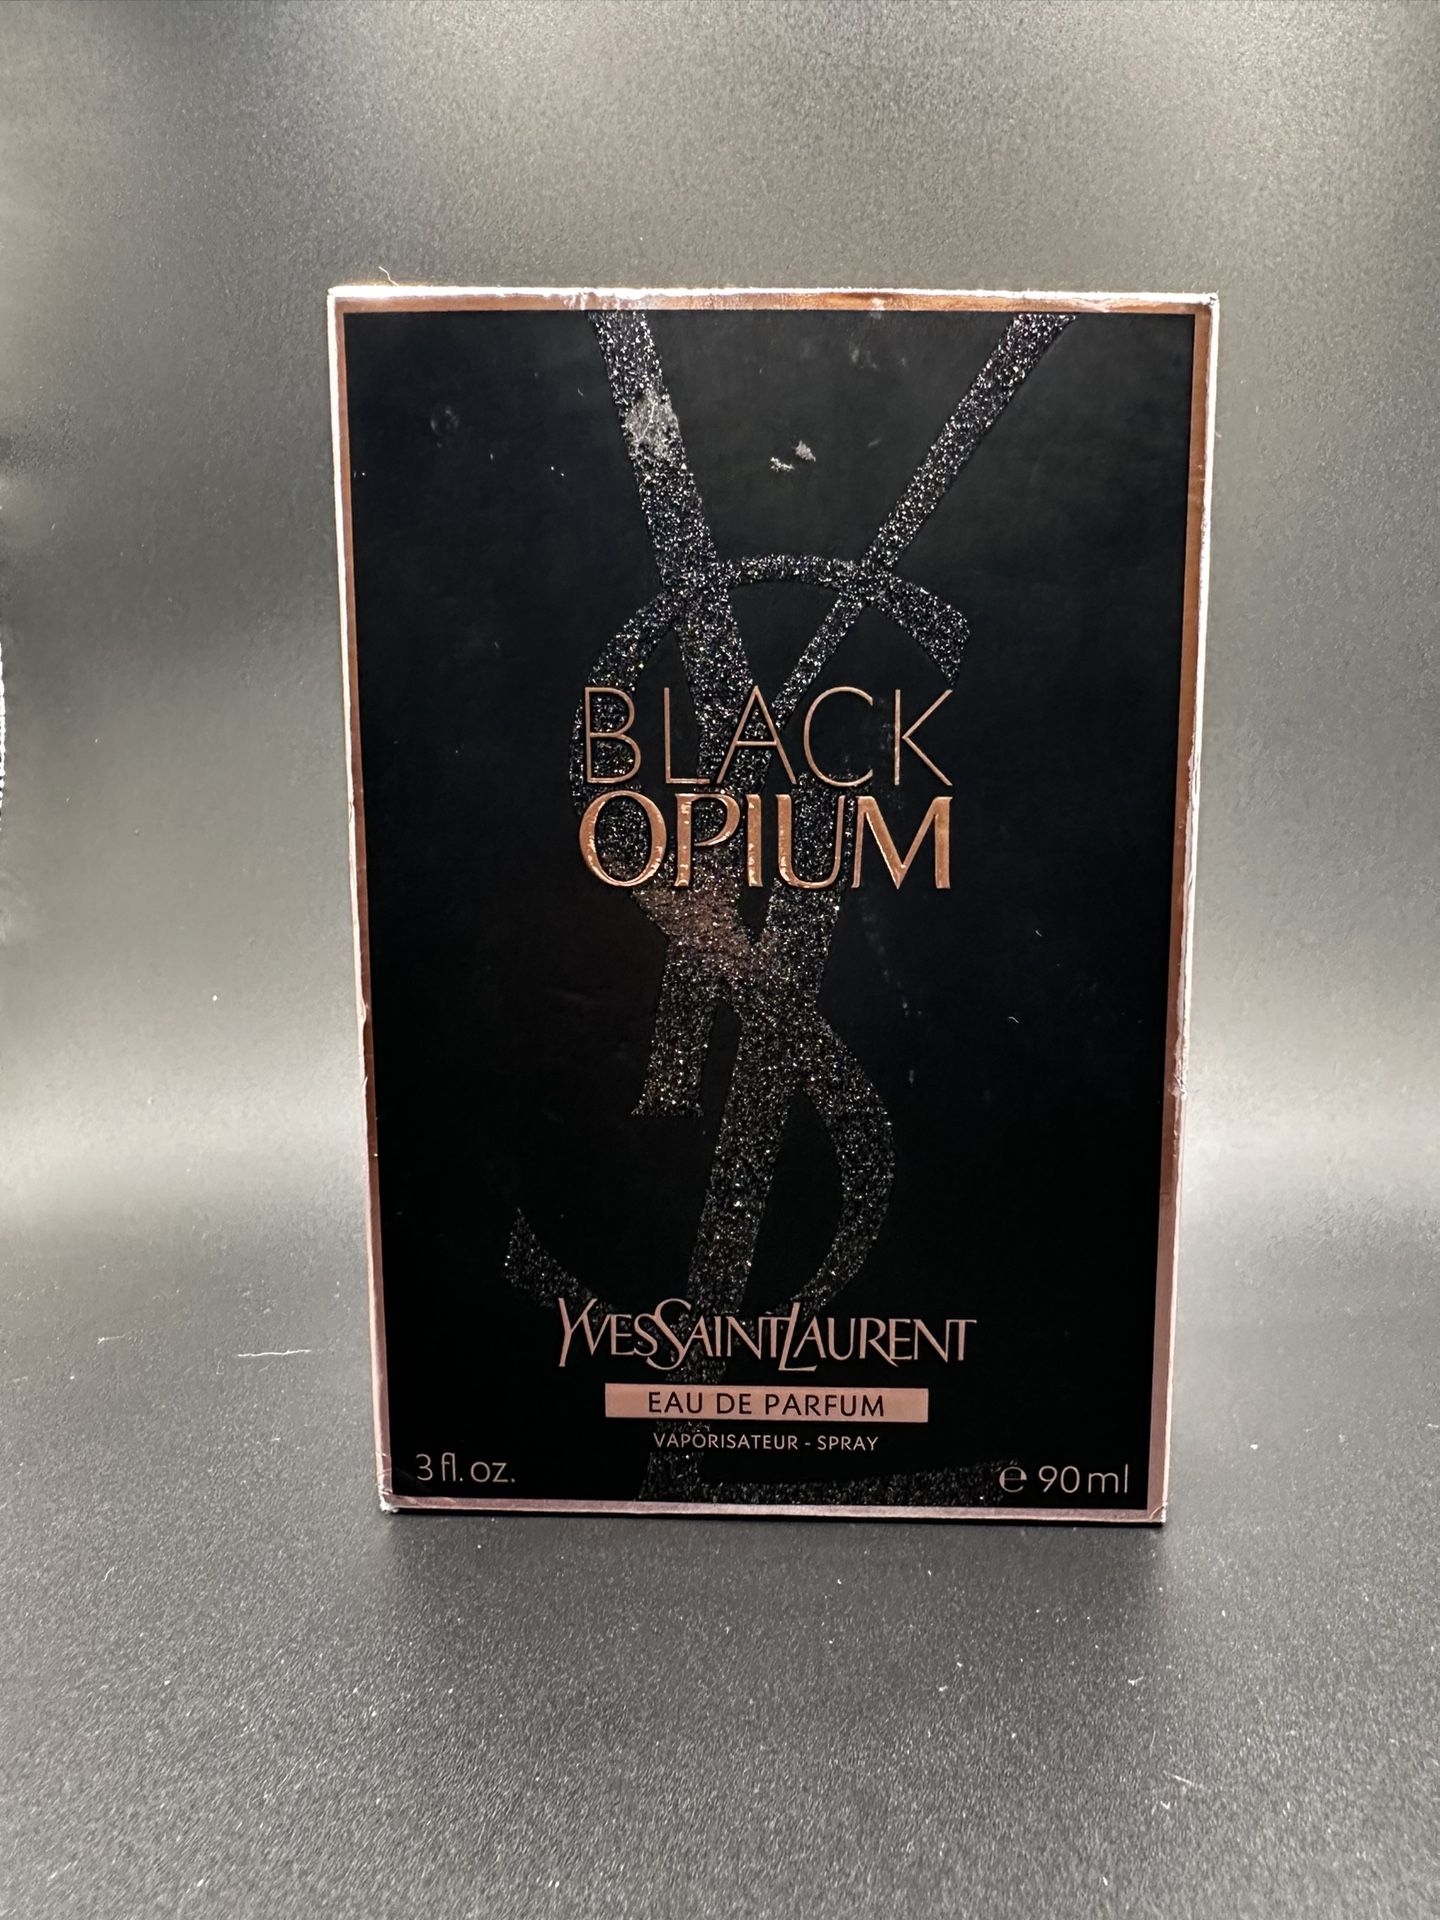 BLACK
OPIUM
YVESSAINTLAURENT
EAU DE PARFUM
VAPORISATEUR - SPRAY
3 fl. oz.
℮ 90 ml